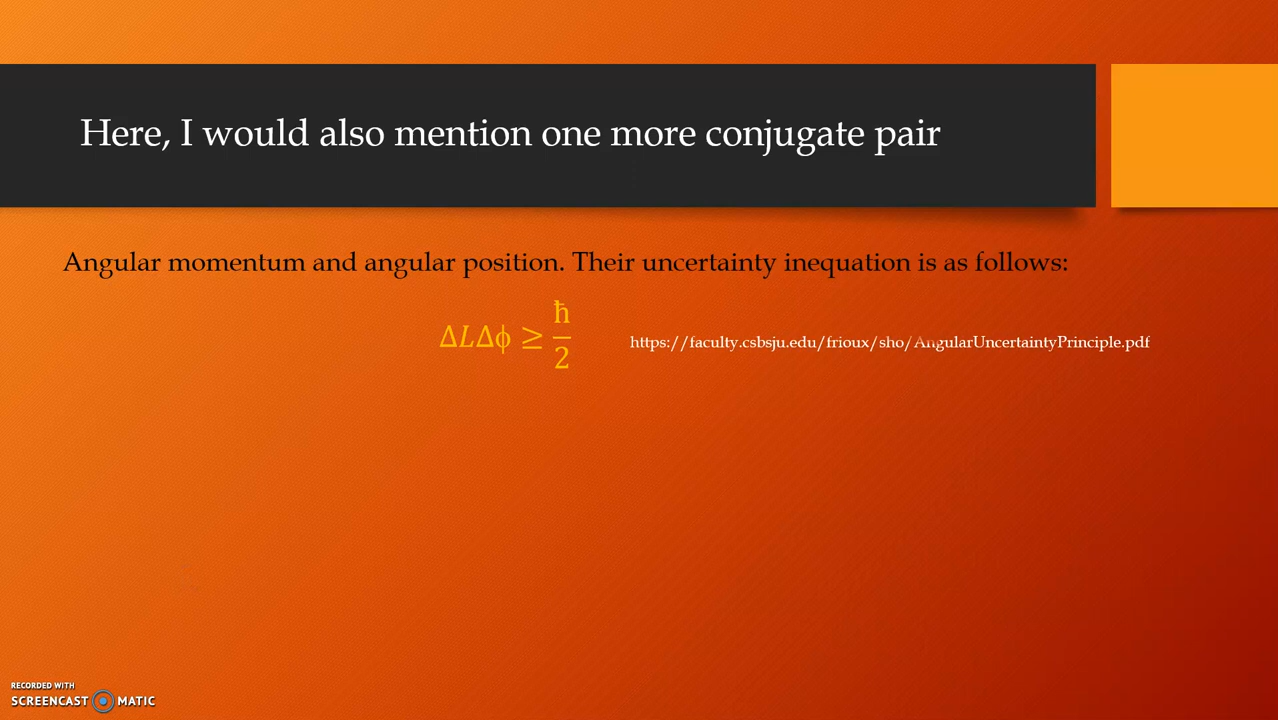 Here, I would also mention one more conjugate pair
Angular momentum and angular position. Their uncertainty inequation is as follows:
Δ𝐿Δϕ ≥ ħ/2
https://faculty.csbsju.edu/frioux/sho/AngularUncertaintyPrinciple.pdf
RECORDED WITH
SCREENCAST MATIC